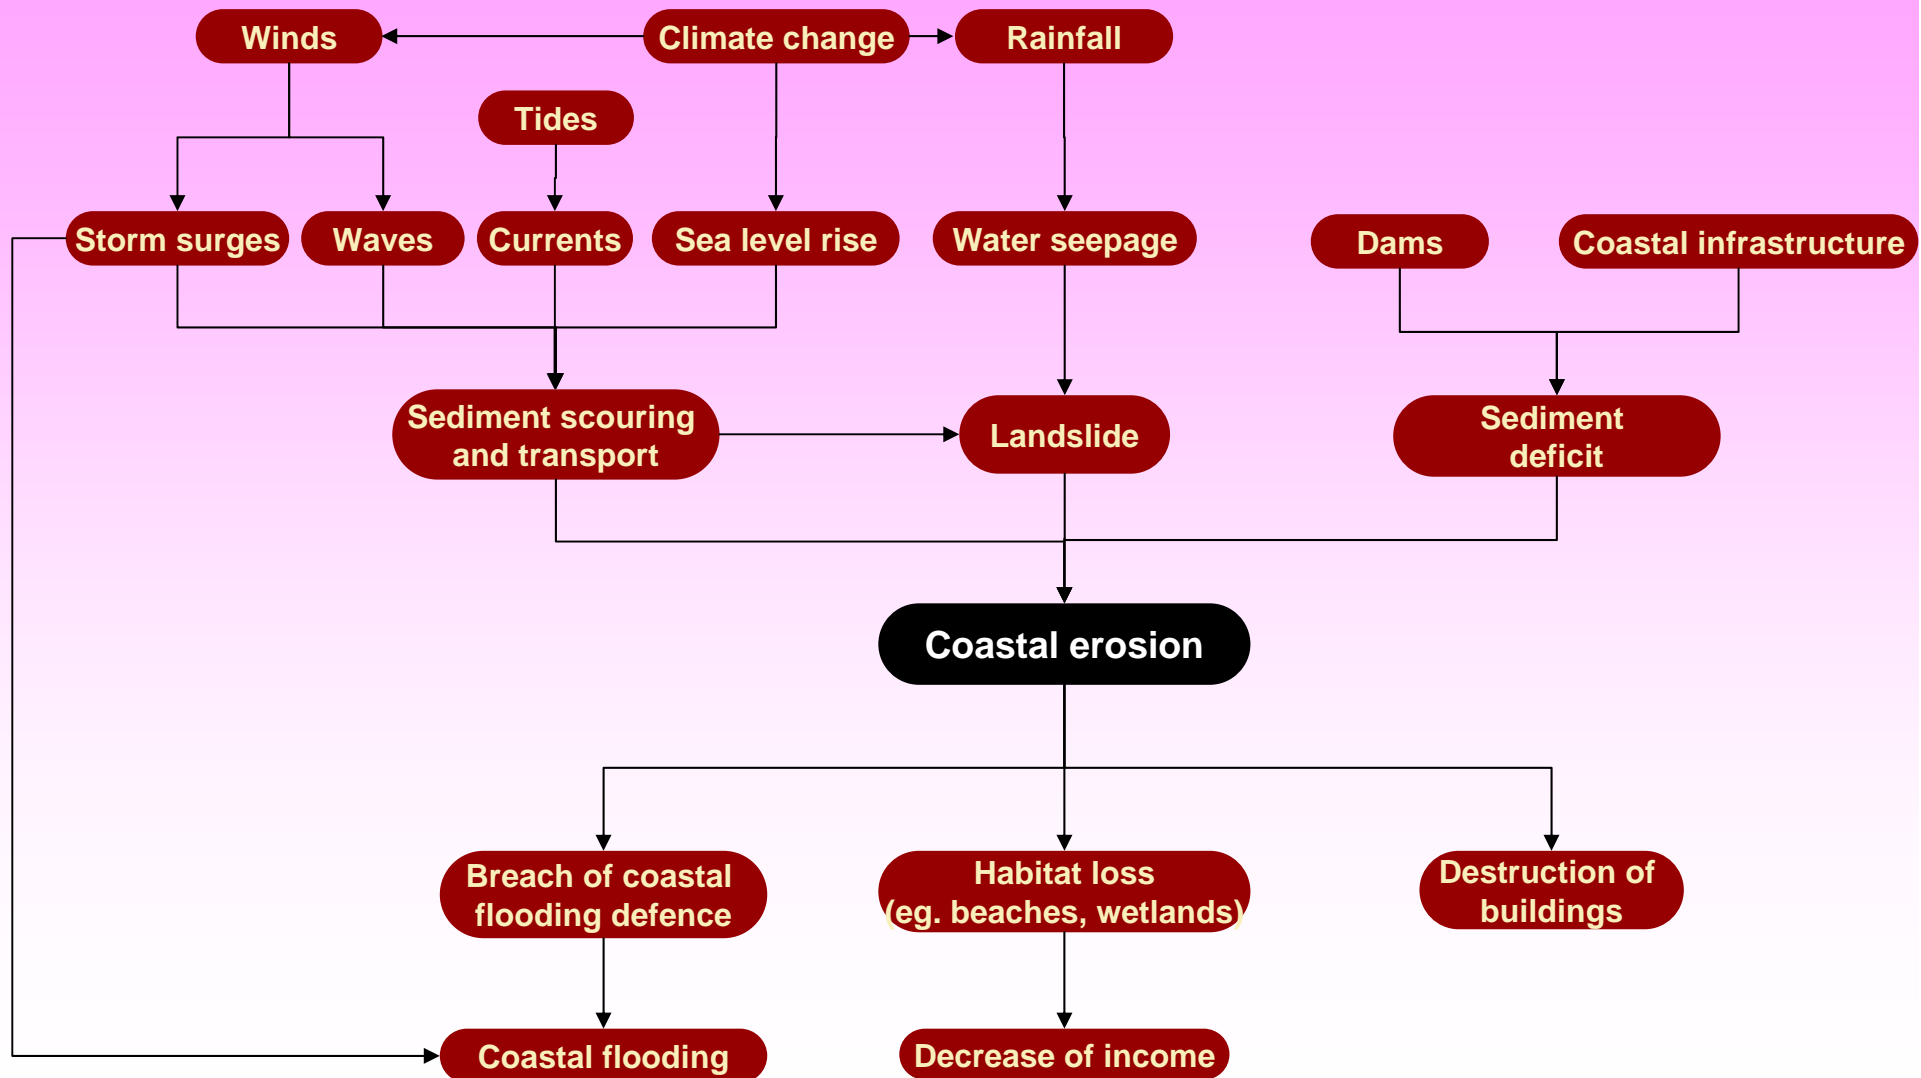 Winds
Climate change
Rainfall
Tides
Storm surges
Waves
Currents
Sea level rise
Water seepage
Dams
Coastal infrastructure
Sediment scouring
and transport
Landslide
Sediment
deficit
Coastal erosion
Breach of coastal
flooding defence
Habitat loss
(eg. beaches, wetlands)
Destruction of
buildings
Coastal flooding
Decrease of income